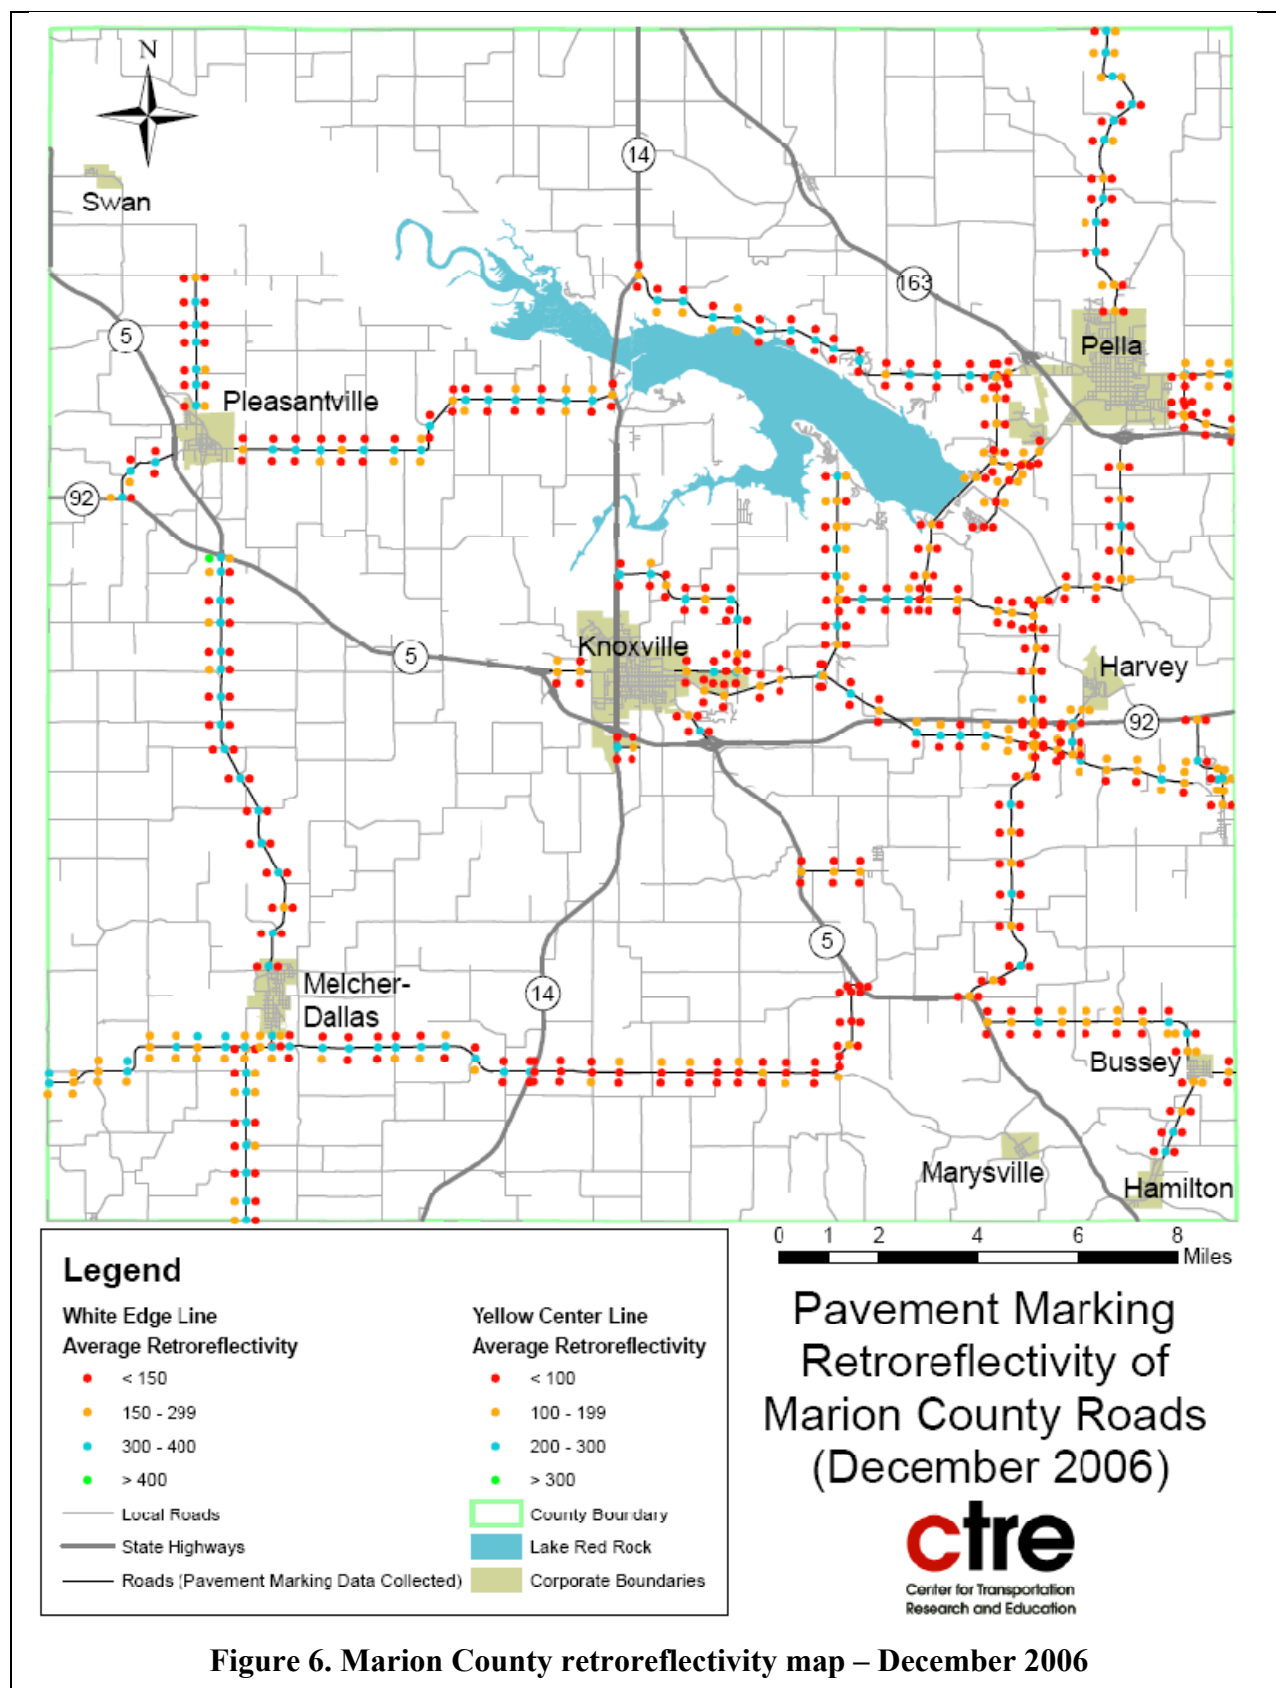 N
14
Swan
163
5
Pella
Pleasantville
92
Knoxville
5
Harvey
92
5
Melcher-
Dallas
14
Bussey
Marysville
Hamilton
0 1 2 4 6 8
Miles
Legend
White Edge Line
Average Retroreflectivity
< 150
150 - 299
300 - 400
> 400
Local Roads
State Highways
Roads (Pavement Marking Data Collected)
Yellow Center Line
Average Retroreflectivity
< 100
100 - 199
200 - 300
> 300
County Boundary
Lake Red Rock
Corporate Boundaries
Pavement Marking
Retroreflectivity of
Marion County Roads
(December 2006)
ctre
Center for Transportation
Research and Education
Figure 6. Marion County retroreflectivity map – December 2006